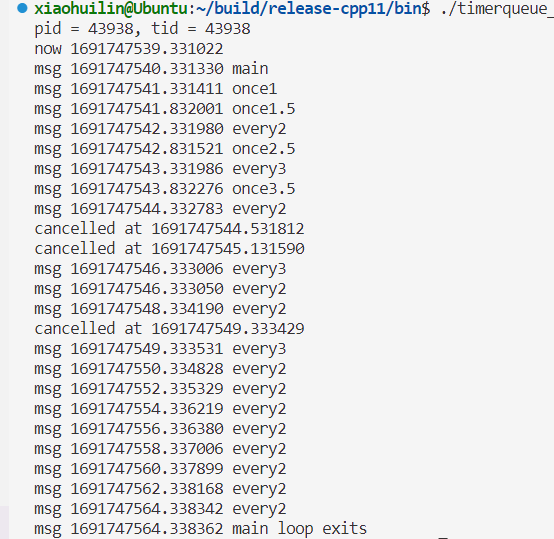 xiaohuilin@Ubuntu:~/build/release-cpp11/bin$ ./timerqueue_
pid = 43938, tid = 43938
now 1691747539.331022
msg 1691747540.331330 main
msg 1691747541.331411 once1
msg 1691747541.832001 once1.5
msg 1691747542.331980 every2
msg 1691747542.831521 once2.5
msg 1691747543.331986 every3
msg 1691747543.832276 once3.5
msg 1691747544.332783 every2
cancelled at 1691747544.531812
cancelled at 1691747545.131590
msg 1691747546.333006 every3
msg 1691747546.333050 every2
msg 1691747548.334190 every2
cancelled at 1691747549.333429
msg 1691747549.333531 every3
msg 1691747550.334828 every2
msg 1691747552.335329 every2
msg 1691747554.336219 every2
msg 1691747556.336380 every2
msg 1691747558.337006 every2
msg 1691747560.337899 every2
msg 1691747562.338168 every2
msg 1691747564.338342 every2
msg 1691747564.338362 main loop exits